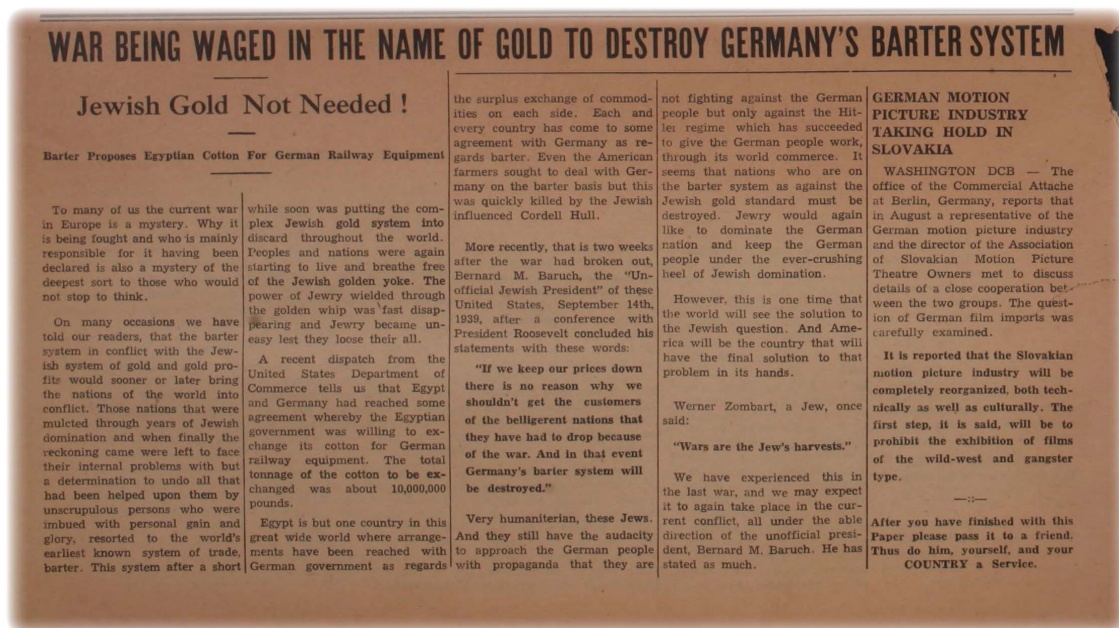 WAR BEING WAGED IN THE NAME OF GOLD TO DESTROY GERMANY'S BARTER SYSTEM
Jewish Gold Not Needed !
Barter Proposes Egyptian Cotton For German Railway Equipment
To many of us the current war
in Europe is a mystery. Why it
is being fought and who is mainly
responsible for it having been
declared is also a mystery of the
deepest sort to those who would
not stop to think.
On many occasions we have
told our readers, that the barter
system in conflict with the Jew-
ish system of gold and gold pro-
fits would sooner or later bring
the nations of the world into
conflict. Those nations that were
mulcted through years of Jewish
domination and when finally the
reckoning came were left to face
their internal problems with but
a determination to undo all that
had been helped upon them by
unscrupulous persons who were
imbued with personal gain and
glory, resorted to the world's
earliest known system of trade,
barter. This system after a short
while soon was putting the com-
plex Jewish gold system into
discard throughout the world.
Peoples and nations were again
starting to live and breathe free
of the Jewish golden yoke. The
power of Jewry wielded through
the golden whip was fast disap-
pearing and Jewry became un-
easy lest they loose their all.
A recent dispatch from the
United States Department of
Commerce tells us that Egypt
and Germany had reached some
agreement whereby the Egyptian
government was willing to ex-
change its cotton for German
railway equipment. The total
tonnage of the cotton to be ex-
changed was about 10,000,000
pounds.
Egypt is but one country in this
great wide world where arrange-
ments have been reached with
German government as regards
the surplus exchange of commod-
ities on each side. Each and
every country has come to some
agreement with Germany as re-
gards barter. Even the American
farmers sought to deal with Ger-
many on the barter basis but this
was quickly killed by the Jewish
influenced Cordell Hull.
More recently, that is two weeks
after the war had broken out,
Bernard M. Baruch, the "Un-
official Jewish President" of these
United States, September 14th,
1939, after a conference with
President Roosevelt concluded his
statements with these words:
"If we keep our prices down
there is no reason why we
shouldn't get the customers
of the belligerent nations that
they have had to drop because
of the war. And in that event
Germany's barter system will
be destroyed."
Very humaniterian, these Jews.
And they still have the audacity
to approach the German people
with propaganda that they are
not fighting against the German
people but only against the Hit-
ler regime which has succeeded
to give the German people work,
through its world commerce. It
seems that nations who are on
the barter system as against the
Jewish gold standard must be
destroyed. Jewry would again
like to dominate the German
nation and keep the German
people under the ever-crushing
heel of Jewish domination.
However, this is one time that
the world will see the solution to
the Jewish question. And Ame-
rica will be the country that will
have the final solution to that
problem in its hands.
Werner Zombart, a Jew, once
said:
"Wars are the Jew's harvests."
We have experienced this in
the last war, and we may expect
it to again take place in the cur-
rent conflict, all under the able
direction of the unofficial presi-
dent, Bernard M. Baruch. He has
stated as much.
GERMAN MOTION
PICTURE INDUSTRY
TAKING HOLD IN
SLOVAKIA
WASHINGTON DCB — The
office of the Commercial Attache
at Berlin, Germany, reports that
in August a representative of the
German motion picture industry
and the director of the Association
of Slovakian Motion Picture
Theatre Owners met to discuss
details of a close cooperation bet-
ween the two groups. The quest-
ion of German film imports was
carefully examined.
It is reported that the Slovakian
motion picture industry will be
completely reorganized, both tech-
nically as well as culturally. The
first step, it is said, will be to
prohibit the exhibition of films
of the wild-west and gangster
type.
—::—
After you have finished with this
Paper please pass it to a friend.
Thus do him, yourself, and your
COUNTRY a Service.